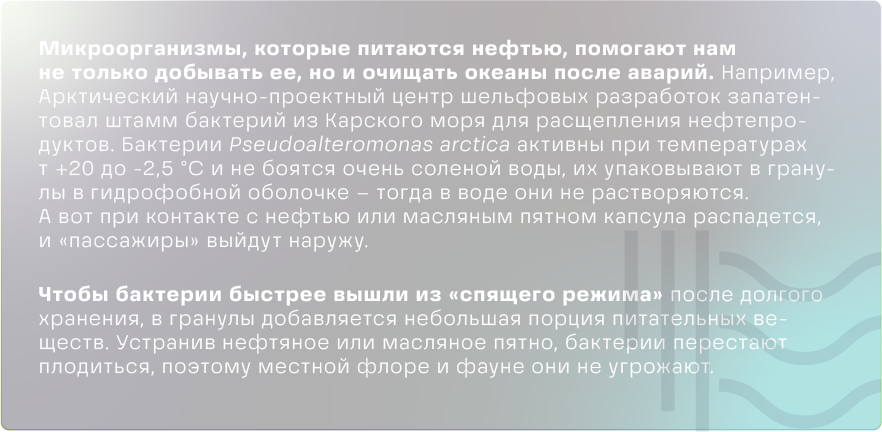 Микроорганизмы, которые питаются нефтью, помогают нам
не только добывать ее, но и очищать океаны после аварий. Например,
Арктический научно-проектный центр шельфовых разработок запатен-
товал штамм бактерий из Карского моря для расщепления нефтепро-
дуктов. Бактерии Pseudoalteromonas arctica активны при температурах
т +20 до -2,5 °C и не боятся очень соленой воды, их упаковывают в грану-
лы в гидрофобной оболочке – тогда в воде они не растворяются.
А вот при контакте с нефтью или масляным пятном капсула распадется,
и «пассажиры» выйдут наружу.
Чтобы бактерии быстрее вышли из «спящего режима» после долгого
хранения, в гранулы добавляется небольшая порция питательных ве-
ществ. Устранив нефтяное или масляное пятно, бактерии перестают
плодиться, поэтому местной флоре и фауне они не угрожают.